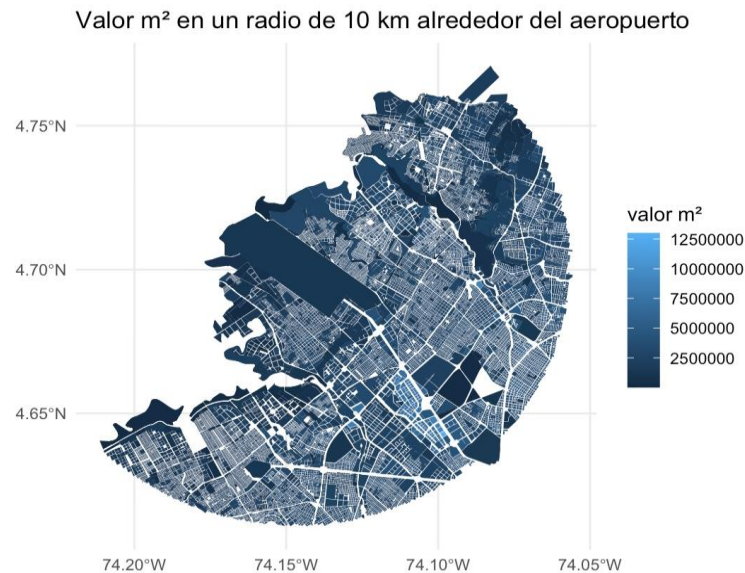 Valor m² en un radio de 10 km alrededor del aeropuerto
4.75°N
4.70°N
4.65°N
74.20°W
74.15°W
74.10°W
74.05°W
valor m²
12500000
10000000
7500000
5000000
2500000